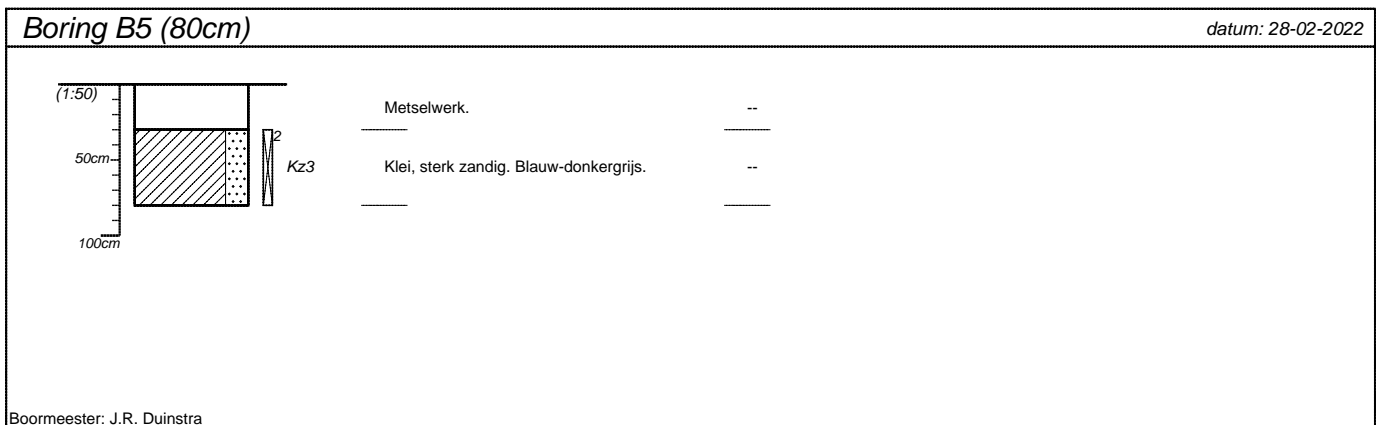 Boring B5 (80cm)
datum: 28-02-2022
(1:50)
Metselwerk. --
2
50cm
Kz3
Klei, sterk zandig. Blauw-donkergrijs. --
100cm
Boormeester: J.R. Duinstra